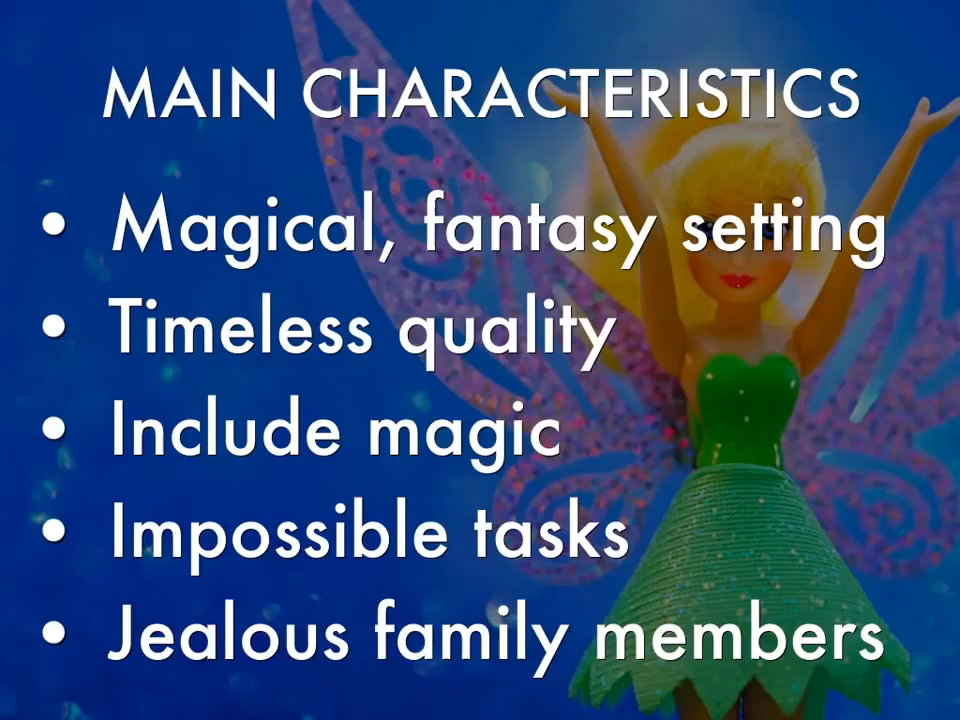 MAIN CHARACTERISTICS
• Magical, fantasy setting
• Timeless quality
• Include magic
• Impossible tasks
• Jealous family members